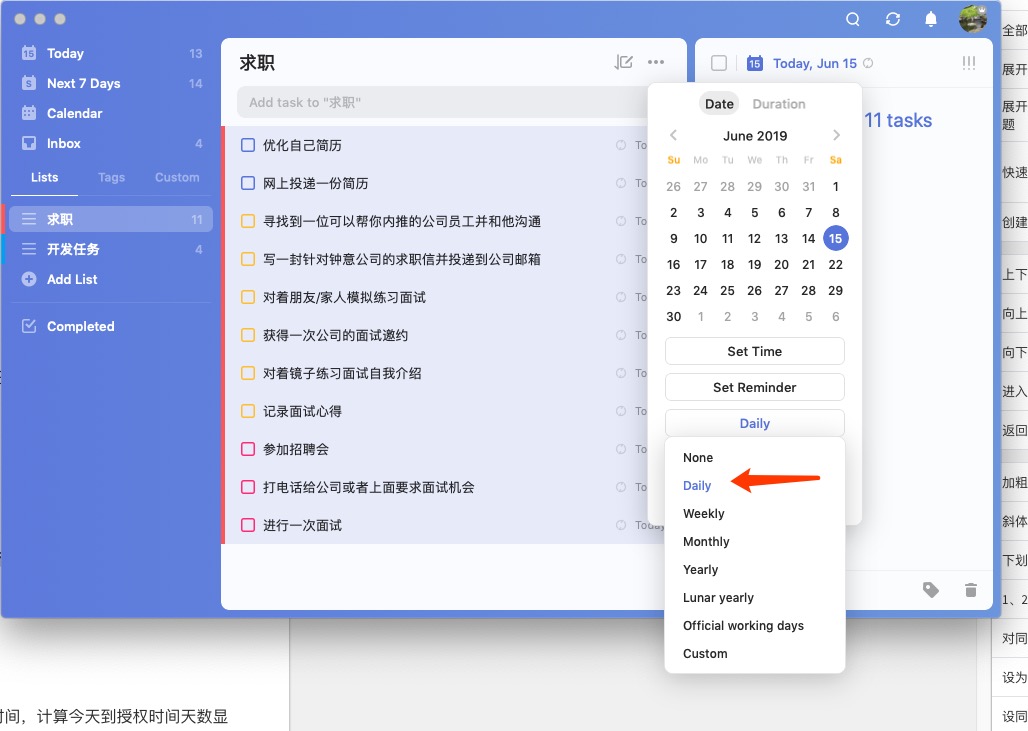 Today 13
Next 7 Days 14
Calendar
Inbox 4
Lists Tags Custom
求职 11
开发任务 4
Add List
Completed
求职
Add task to "求职"
优化自己简历
网上投递一份简历
寻找到一位可以帮你内推的公司员工并和他沟通
写一封针对钟意公司的求职信并投递到公司邮箱
对着朋友/家人模拟练习面试
获得一次公司的面试邀约
对着镜子练习面试自我介绍
记录面试心得
参加招聘会
打电话给公司或者上面要求面试机会
进行一次面试 Today
15 Today, Jun 15
11 tasks
Date Duration
June 2019
Su Mo Tu We Th Fr Sa
26 27 28 29 30 31 1
2 3 4 5 6 7 8
9 10 11 12 13 14 15
16 17 18 19 20 21 22
23 24 25 26 27 28 29
30 1 2 3 4 5 6
Set Time
Set Reminder
Daily
None
Daily
Weekly
Monthly
Yearly
Lunar yearly
Official working days
Custom
全部
展开
展开
题
快速
创建
上下
向上
向下
进入
返回
加粗
斜体
下划
1、2
对同
设为
设同
时间，计算今天到授权时间天数显